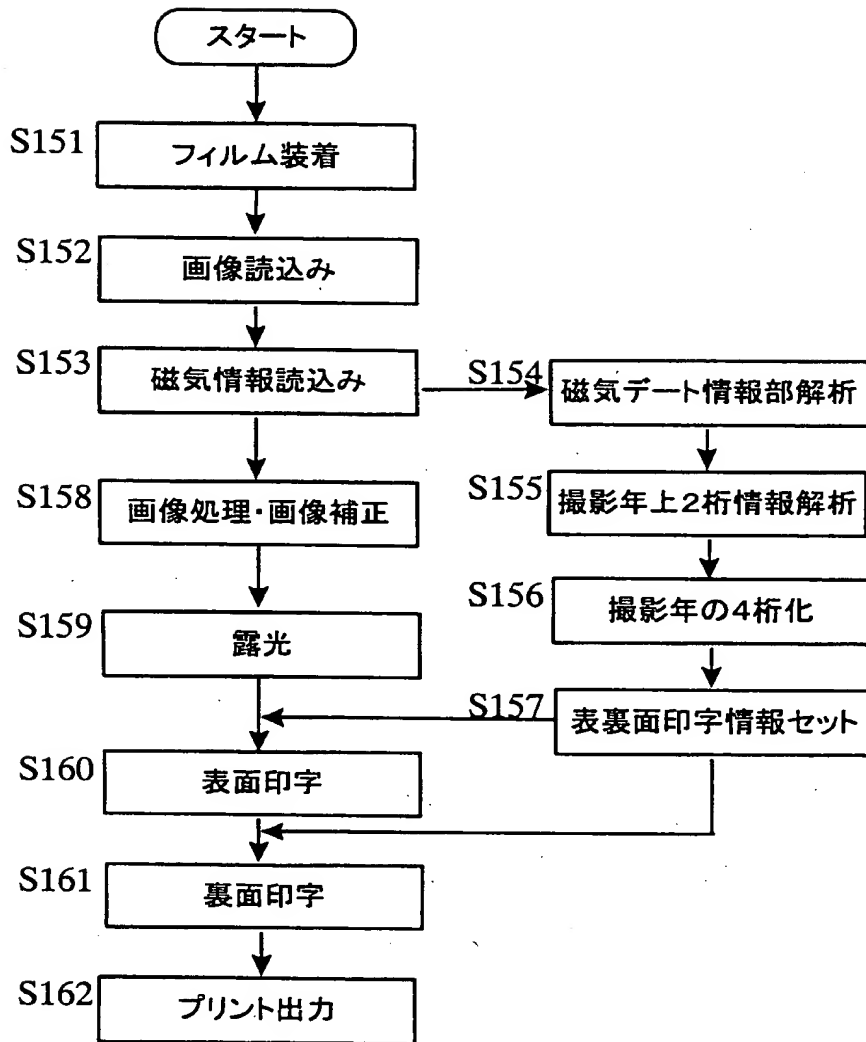 スタート
S151
フィルム装着
S152
画像読込み
S153
磁気情報読込み
S154
磁気データ情報部解析
S155
撮影年上2桁情報解析
S156
撮影年の4桁化
S157
表裏面印字情報セット
S158
画像処理・画像補正
S159
露光
S160
表面印字
S161
裏面印字
S162
プリント出力